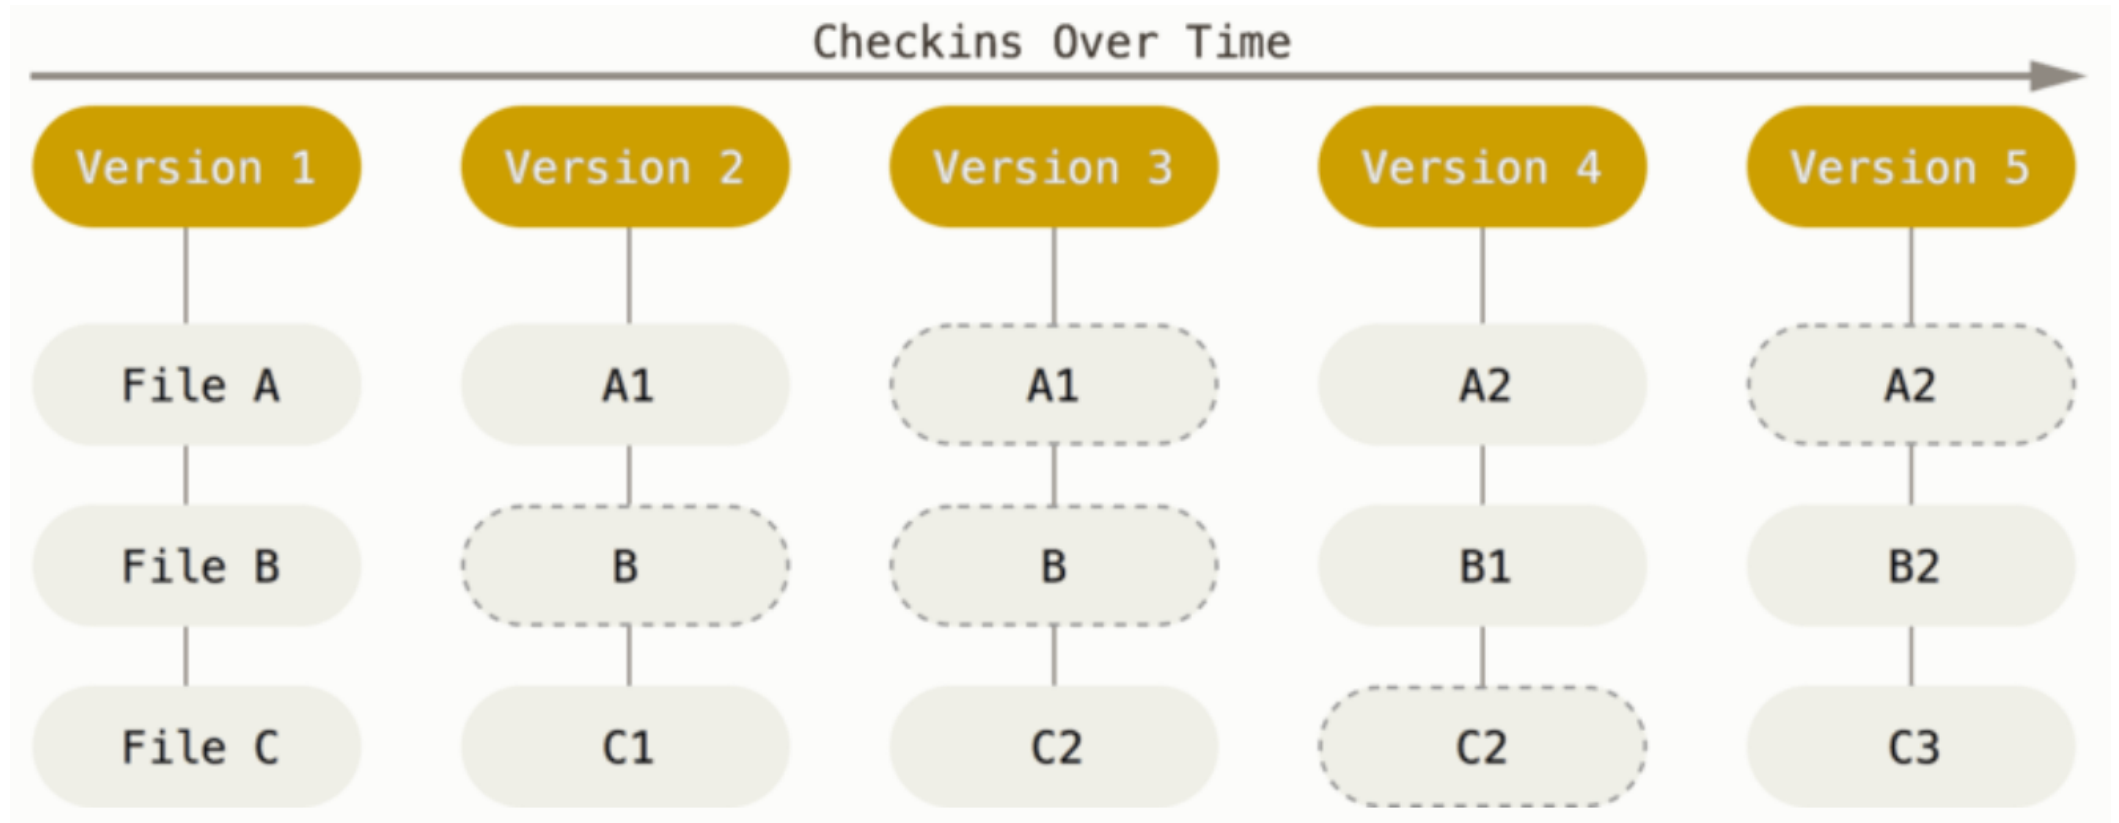 Checkins Over Time
Version 1 Version 2 Version 3 Version 4 Version 5
File A A1 A1 A2 A2
File B B B B1 B2
File C C1 C2 C2 C3